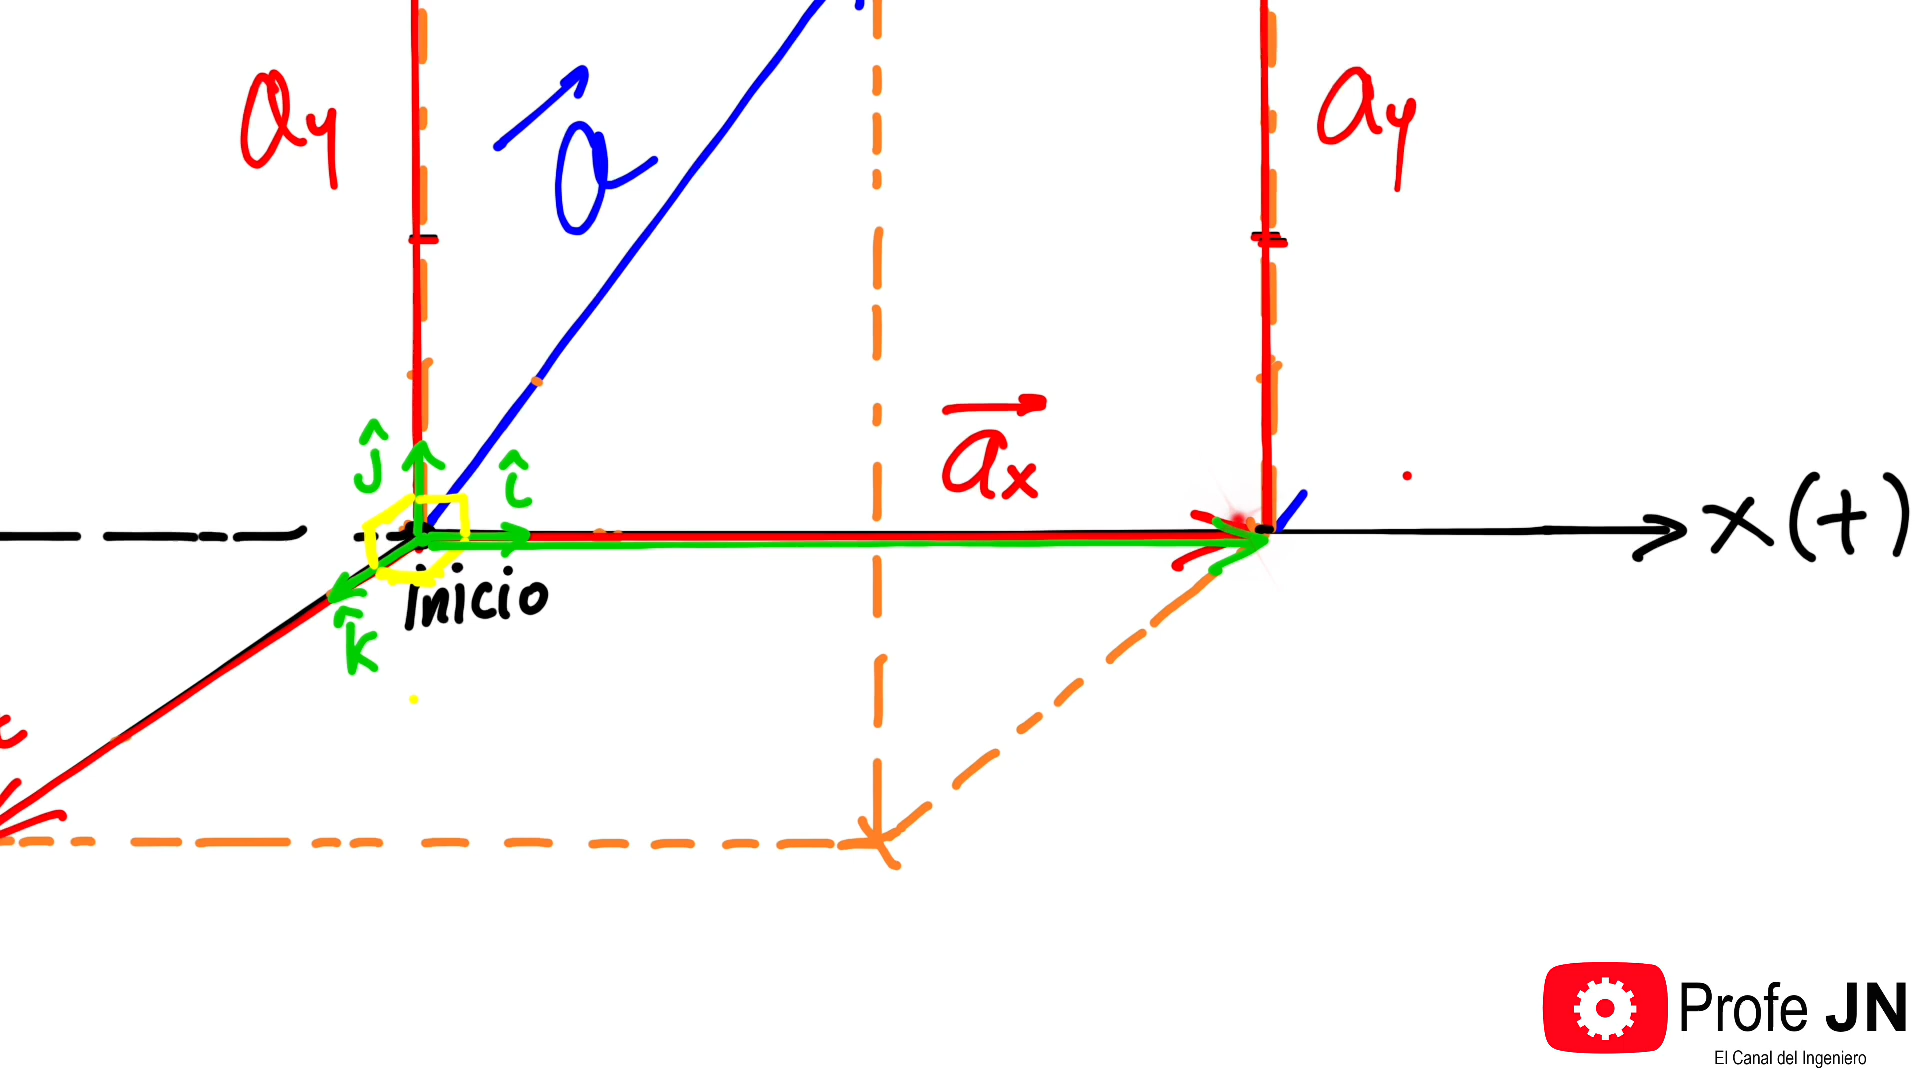 ay
a
ay
ax
ĵ
î
x (+)
Inicio
k̂
Profe JN
El Canal del Ingeniero